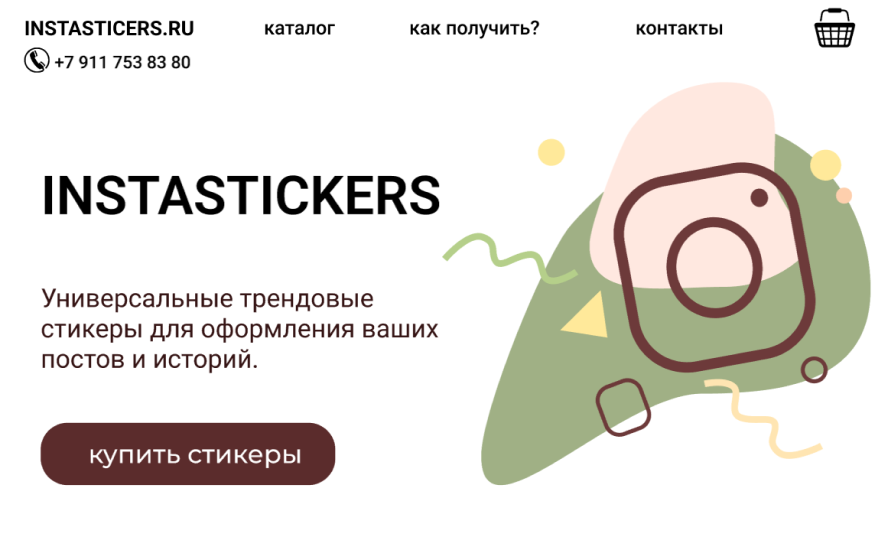 INSTASTICERS.RU
каталог
как получить?
контакты
+7 911 753 83 80
INSTASTICKERS
Универсальные трендовые
стикеры для оформления ваших
постов и историй.
купить стикеры